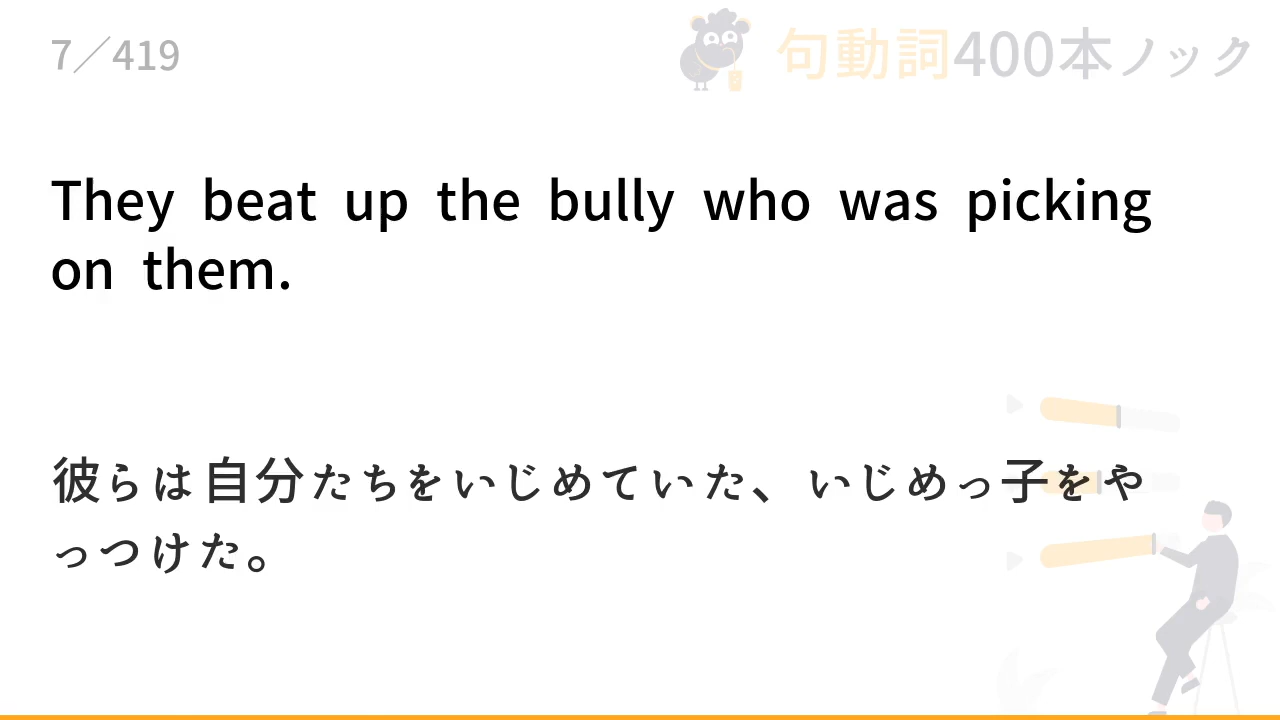 7／419
句動詞400本ノック
They beat up the bully who was picking
on them.
彼らは自分たちをいじめていた、いじめっ子をや
っつけた。